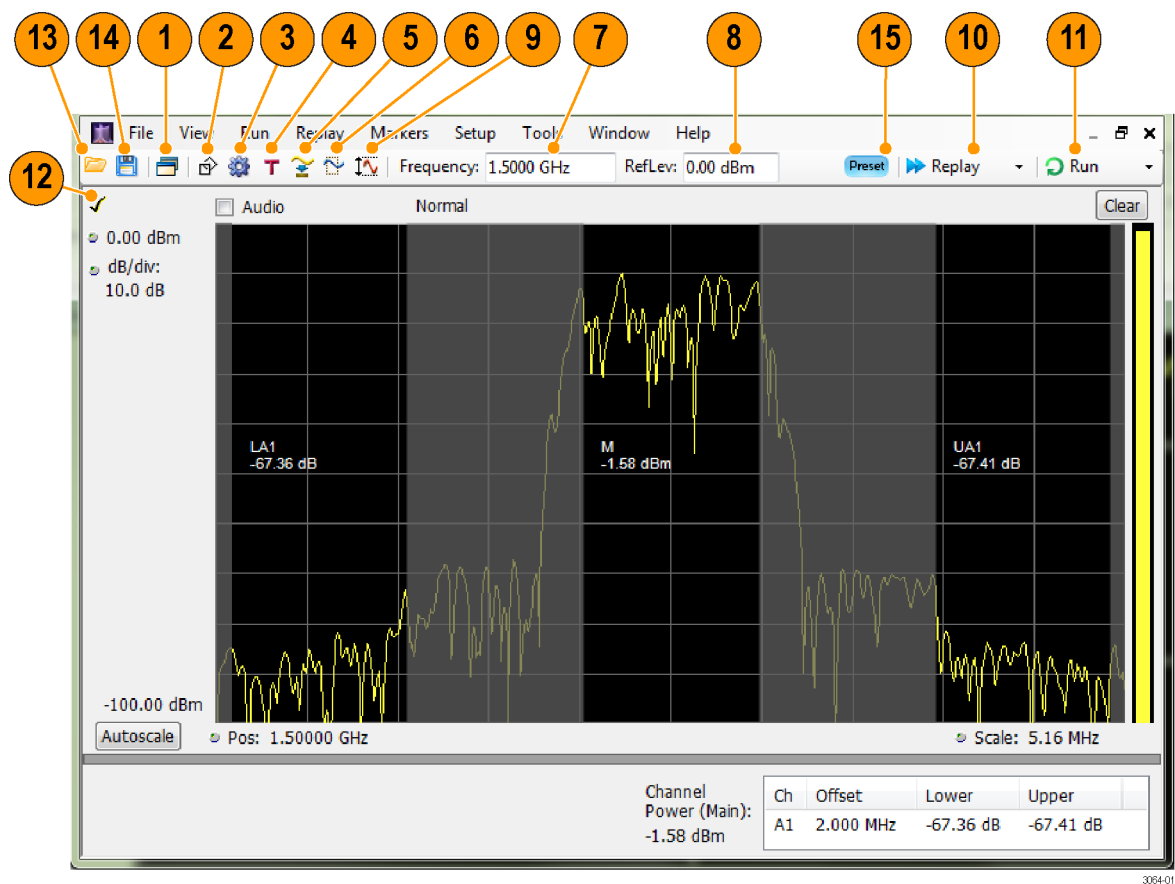 13 14 1 2 3 4 5 6 9 7 8 15 10 11
File View Run Replay Markers Setup Tools Window Help
T Frequency: 1.5000 GHz RefLev: 0.00 dBm Preset Replay Run
12
Audio Normal Clear
0.00 dBm
dB/div:
10.0 dB
LA1 M UA1
-67.36 dB -1.58 dBm -67.41 dB
-100.00 dBm
Autoscale Pos: 1.50000 GHz Scale: 5.16 MHz
Channel
Power (Main):
-1.58 dBm
Ch Offset Lower Upper
A1 2.000 MHz -67.36 dB -67.41 dB
3064-01